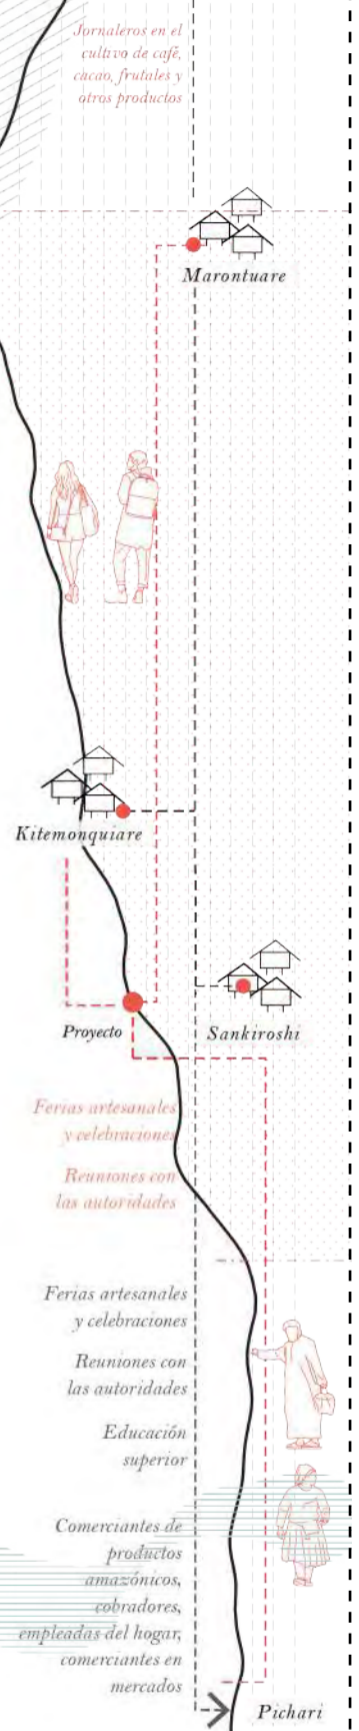 Jornaleros en el
cultivo de café,
cacao, frutales y
otros productos
Marontuare
Kitemonquiare
Proyecto
Sankiroshi
Ferias artesanales
y celebraciones
Reuniones con
las autoridades
Ferias artesanales
y celebraciones
Reuniones con
las autoridades
Educación
superior
Comerciantes de
productos
amazónicos,
cobradores,
empleadas del hogar,
comerciantes en
mercados
Pichari